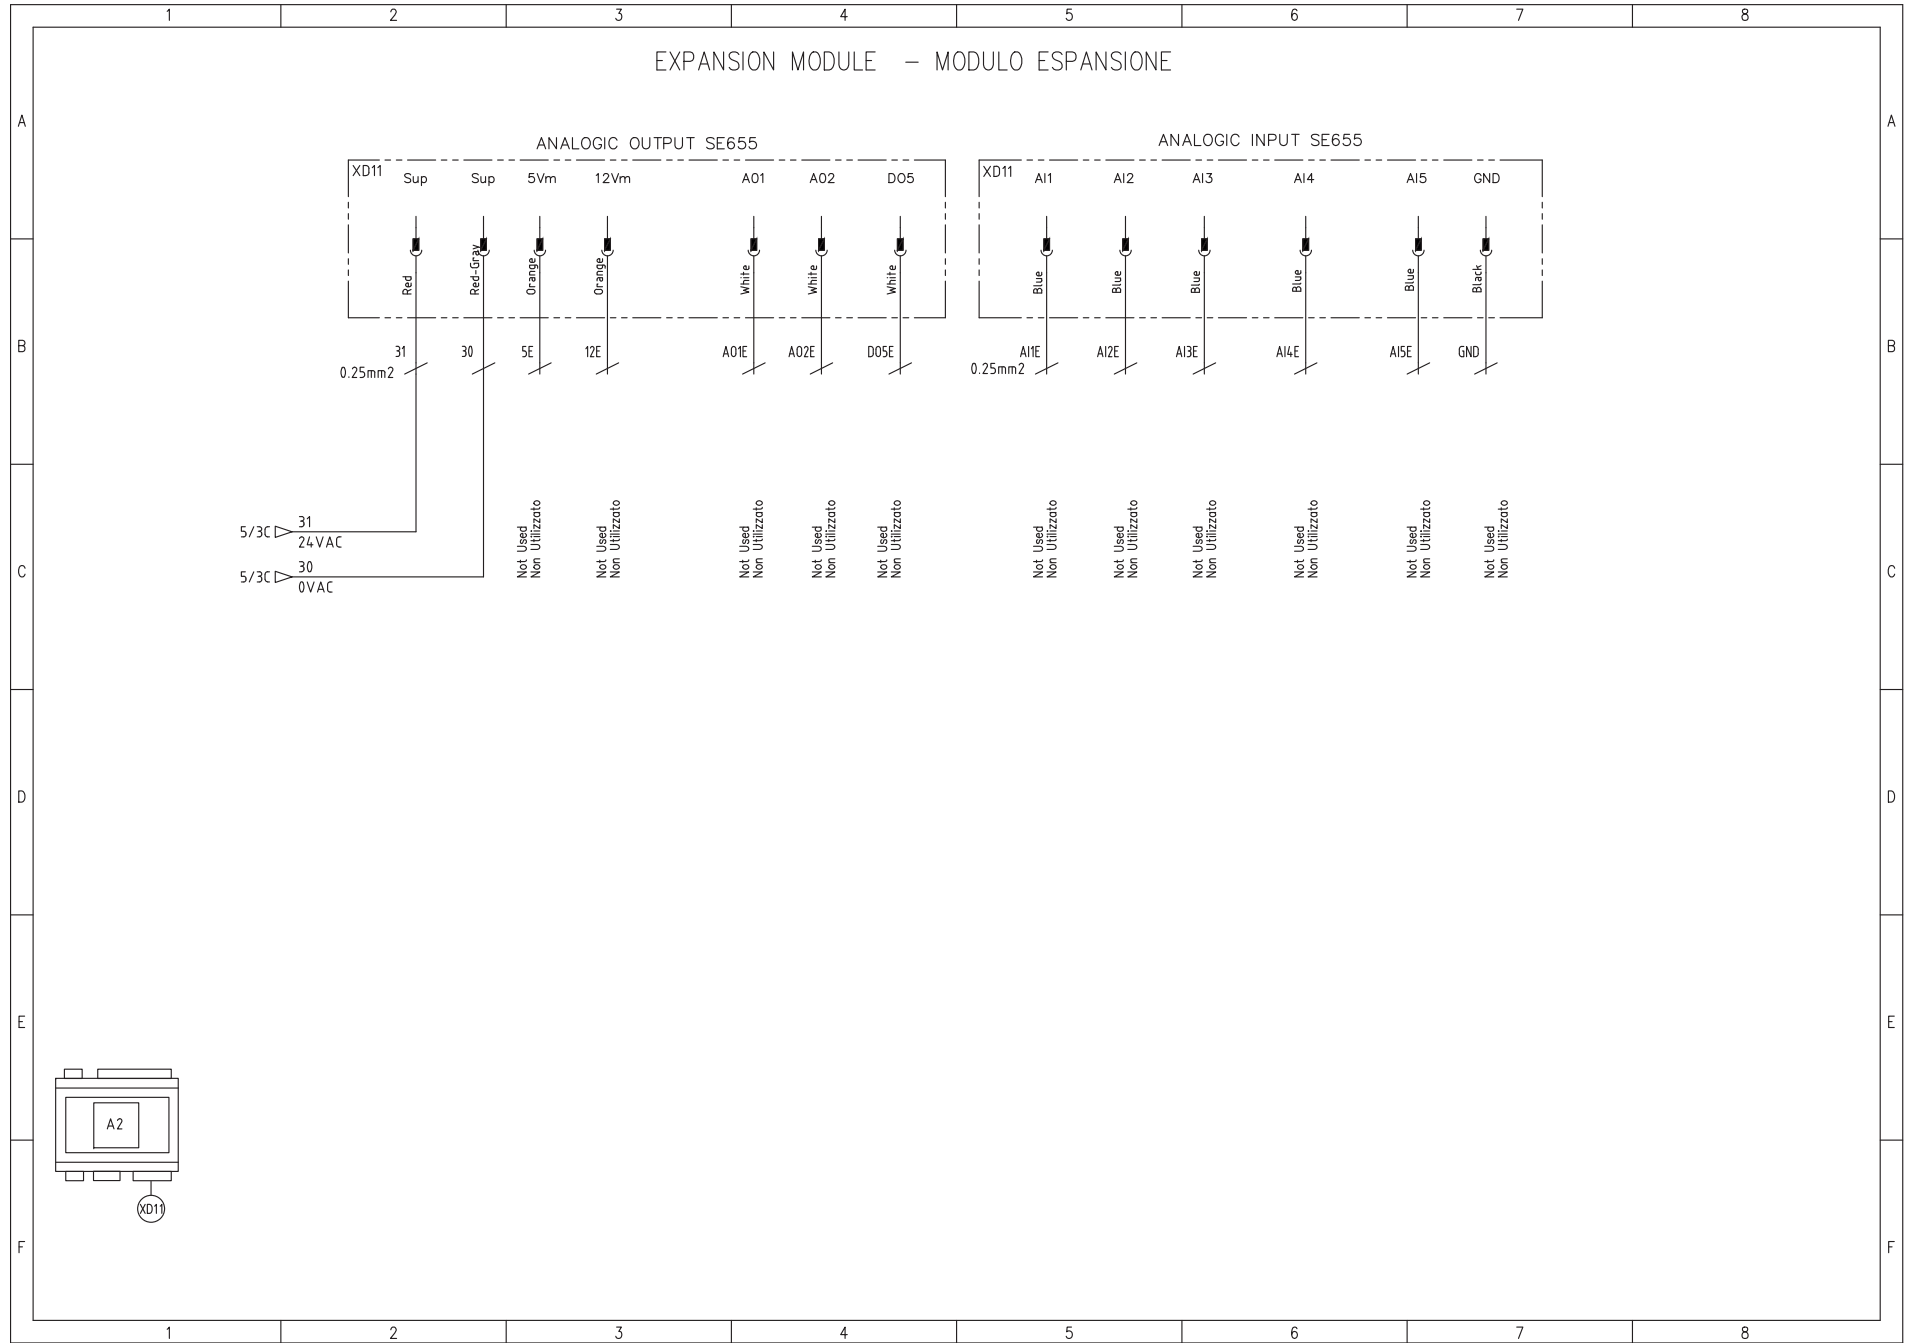 1 2 3 4 5 6 7 8
EXPANSION MODULE - MODULO ESPANSIONE
A A
ANALOGIC OUTPUT SE655
ANALOGIC INPUT SE655
XD11 Sup Sup 5Vm 12Vm AO1 AO2 DO5
XD11 AI1 AI2 AI3 AI4 AI5 GND
Red Red-Gray Orange Orange White White White
Blue Blue Blue Blue Blue Black
B B
31 30 5E 12E AO1E AO2E DO5E
0.25mm2
AI1E AI2E AI3E AI4E AI5E GND
0.25mm2
5/3C 31
24VAC
5/3C 30
0VAC
Not Used
Non Utilizzato
Not Used
Non Utilizzato
Not Used
Non Utilizzato
Not Used
Non Utilizzato
Not Used
Non Utilizzato
Not Used
Non Utilizzato
Not Used
Non Utilizzato
Not Used
Non Utilizzato
Not Used
Non Utilizzato
Not Used
Non Utilizzato
Not Used
Non Utilizzato
C C
D D
E E
A2
XD11
F F
1 2 3 4 5 6 7 8